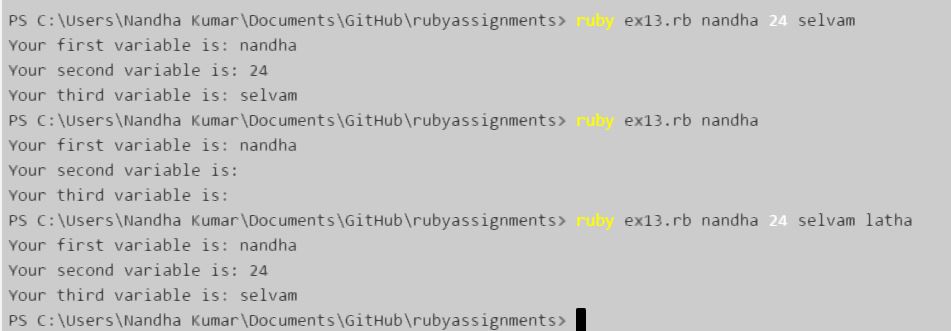 PS C:\Users\Nandha Kumar\Documents\GitHub\rubyassignments> ruby ex13.rb nandha 24 selvam
Your first variable is: nandha
Your second variable is: 24
Your third variable is: selvam
PS C:\Users\Nandha Kumar\Documents\GitHub\rubyassignments> ruby ex13.rb nandha
Your first variable is: nandha
Your second variable is:
Your third variable is:
PS C:\Users\Nandha Kumar\Documents\GitHub\rubyassignments> ruby ex13.rb nandha 24 selvam latha
Your first variable is: nandha
Your second variable is: 24
Your third variable is: selvam
PS C:\Users\Nandha Kumar\Documents\GitHub\rubyassignments>